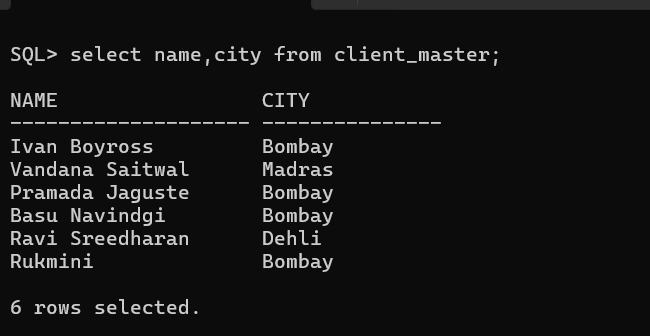 SQL> select name,city from client_master;
NAME                 CITY
-------------------- ---------------
Ivan Boyross         Bombay
Vandana Saitwal      Madras
Pramada Jaguste      Bombay
Basu Navindgi        Bombay
Ravi Sreedharan      Dehli
Rukmini              Bombay
6 rows selected.